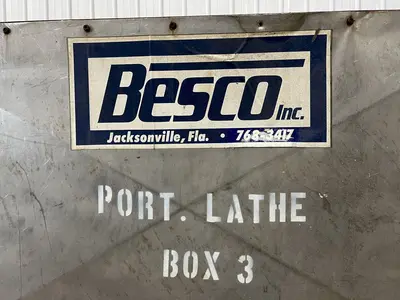 BESCO Inc.
Jacksonville, Fla. • 768-3417
PORT. LATHE
BOX 3